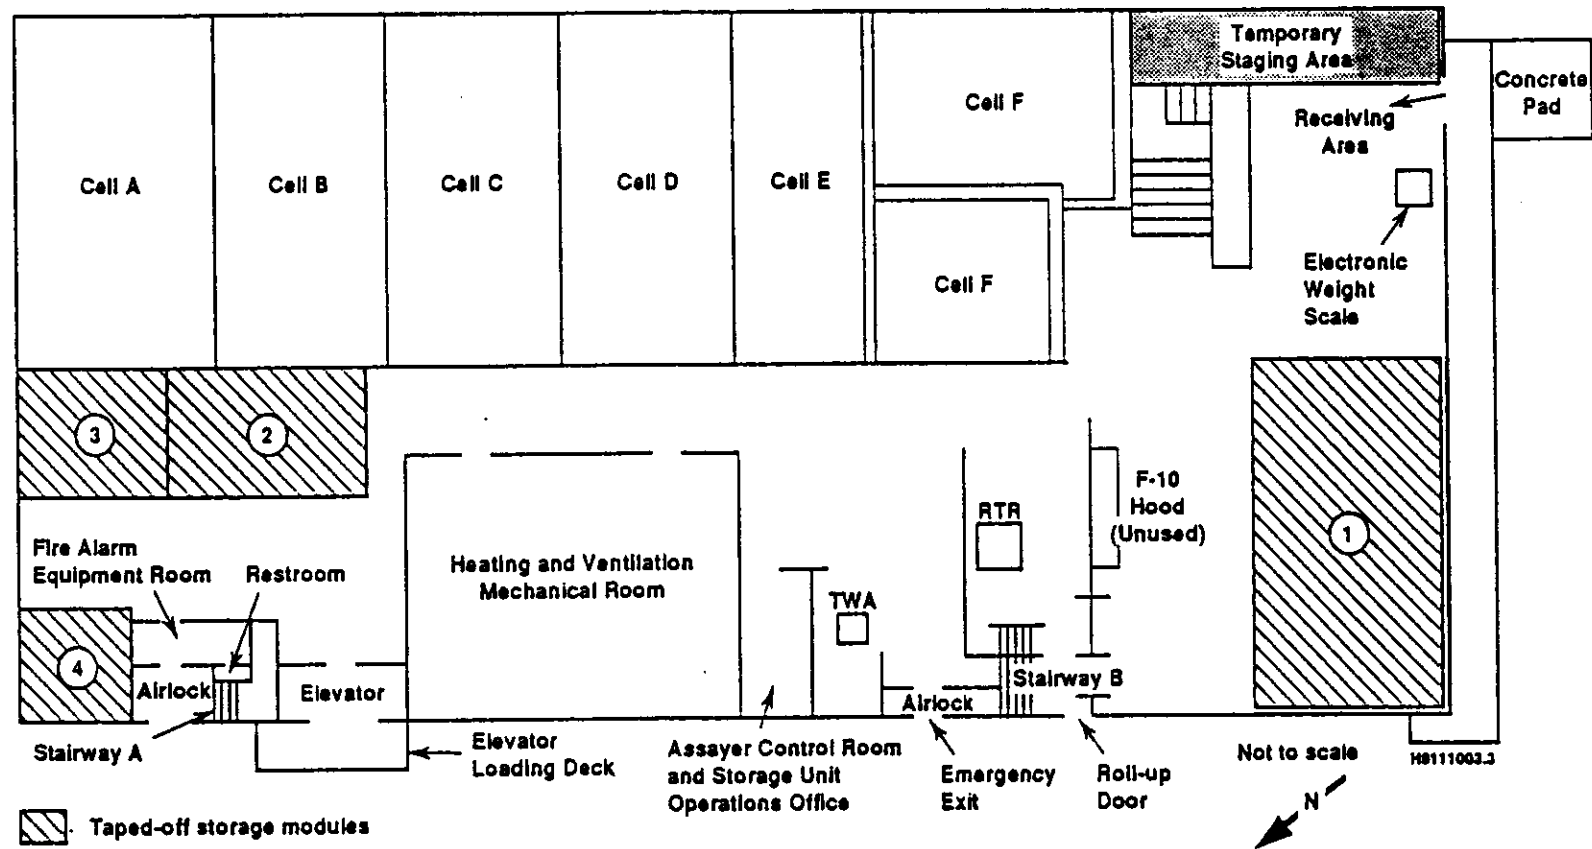 Temporary
Staging Area
Concrete
Pad
Receiving
Area
Cell F
Cell A
Cell B
Cell C
Cell D
Cell E
Cell F
Electronic
Weight
Scale
3
2
1
F-10
Hood
(Unused)
RTR
Fire Alarm
Equipment Room
Restroom
Heating and Ventilation
Mechanical Room
TWA
4
Airlock
Elevator
Stairway B
Airlock
Stairway A
Elevator
Loading Deck
Assayer Control Room
and Storage Unit
Operations Office
Emergency
Exit
Roll-up
Door
Not to scale
H9111003.3
N
Taped-off storage modules